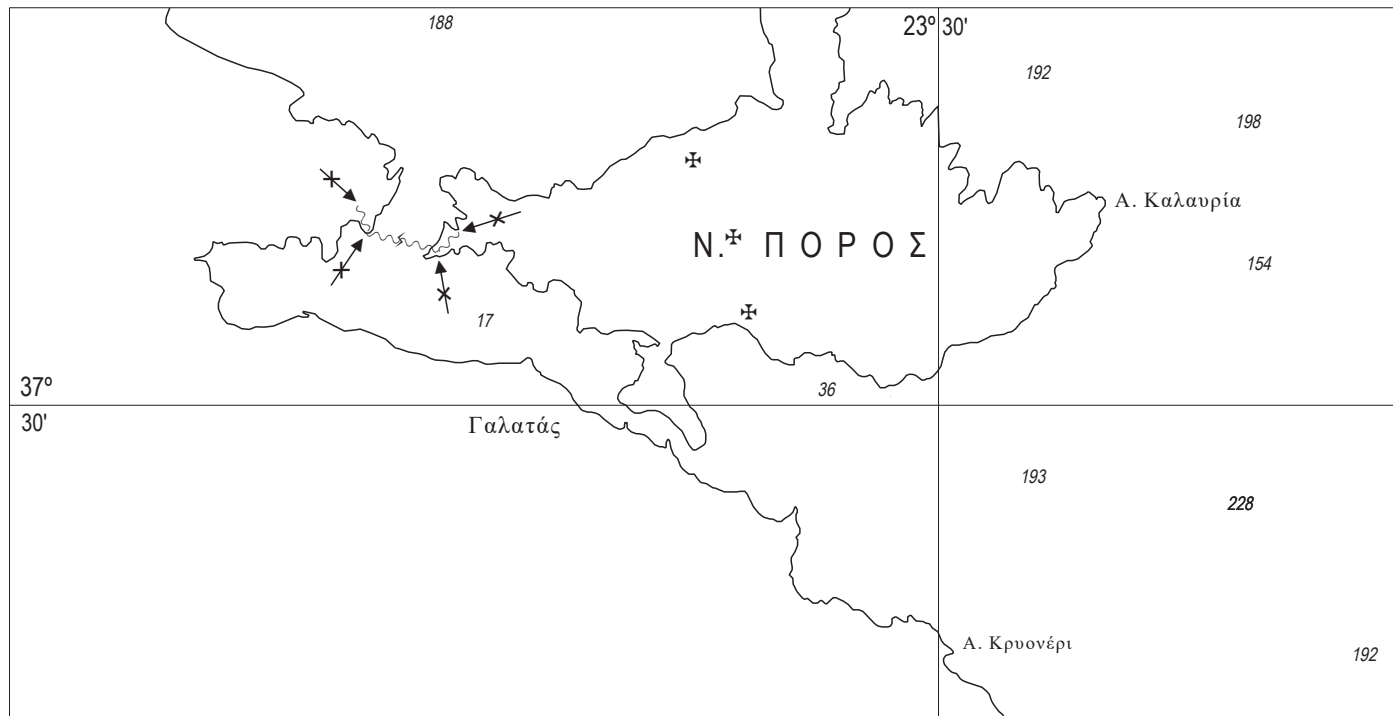 188
23º 30'
192
198
Α. Καλαυρία
Ν. ΠΟΡΟΣ
154
17
37º
30'
36
Γαλατάς
193
228
Α. Κρυονέρι
192